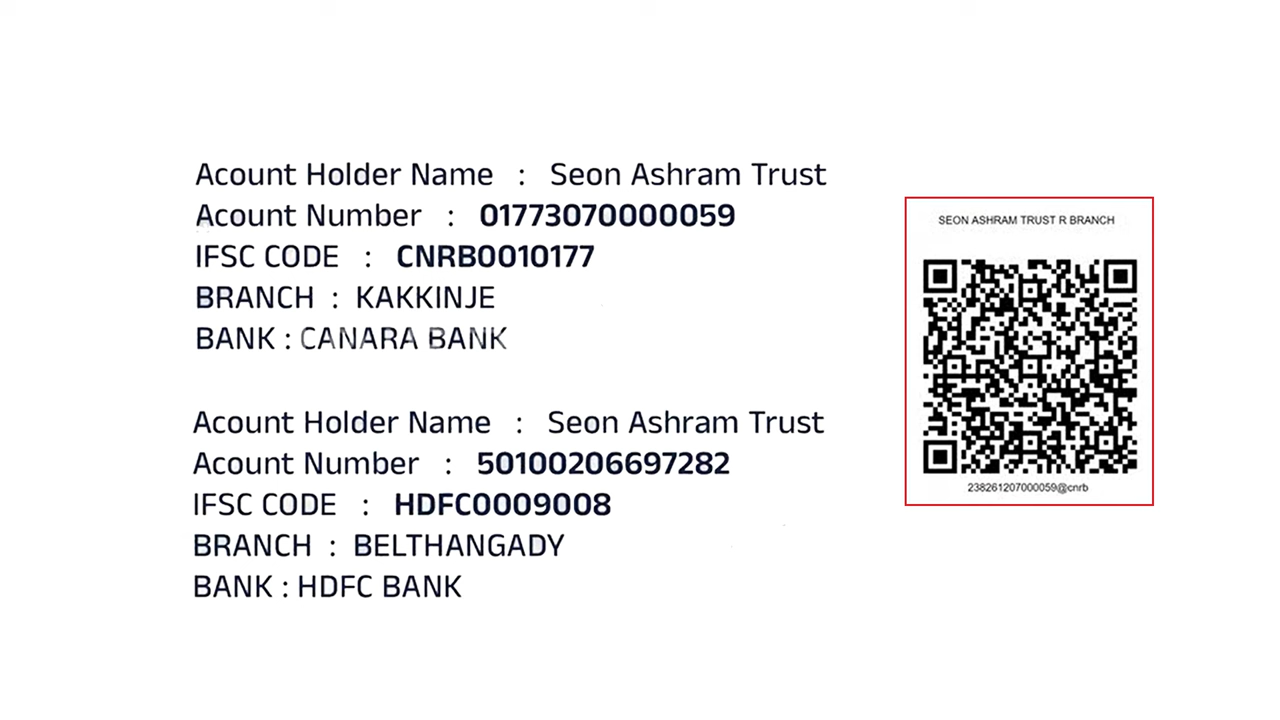 Acount Holder Name : Seon Ashram Trust
Acount Number : 01773070000059
IFSC CODE : CNRB0010177
BRANCH : KAKKINJE
BANK : CANARA BANK
Acount Holder Name : Seon Ashram Trust
Acount Number : 50100206697282
IFSC CODE : HDFC0009008
BRANCH : BELTHANGADY
BANK : HDFC BANK
SEON ASHRAM TRUST R BRANCH
238261207000059@cnrb